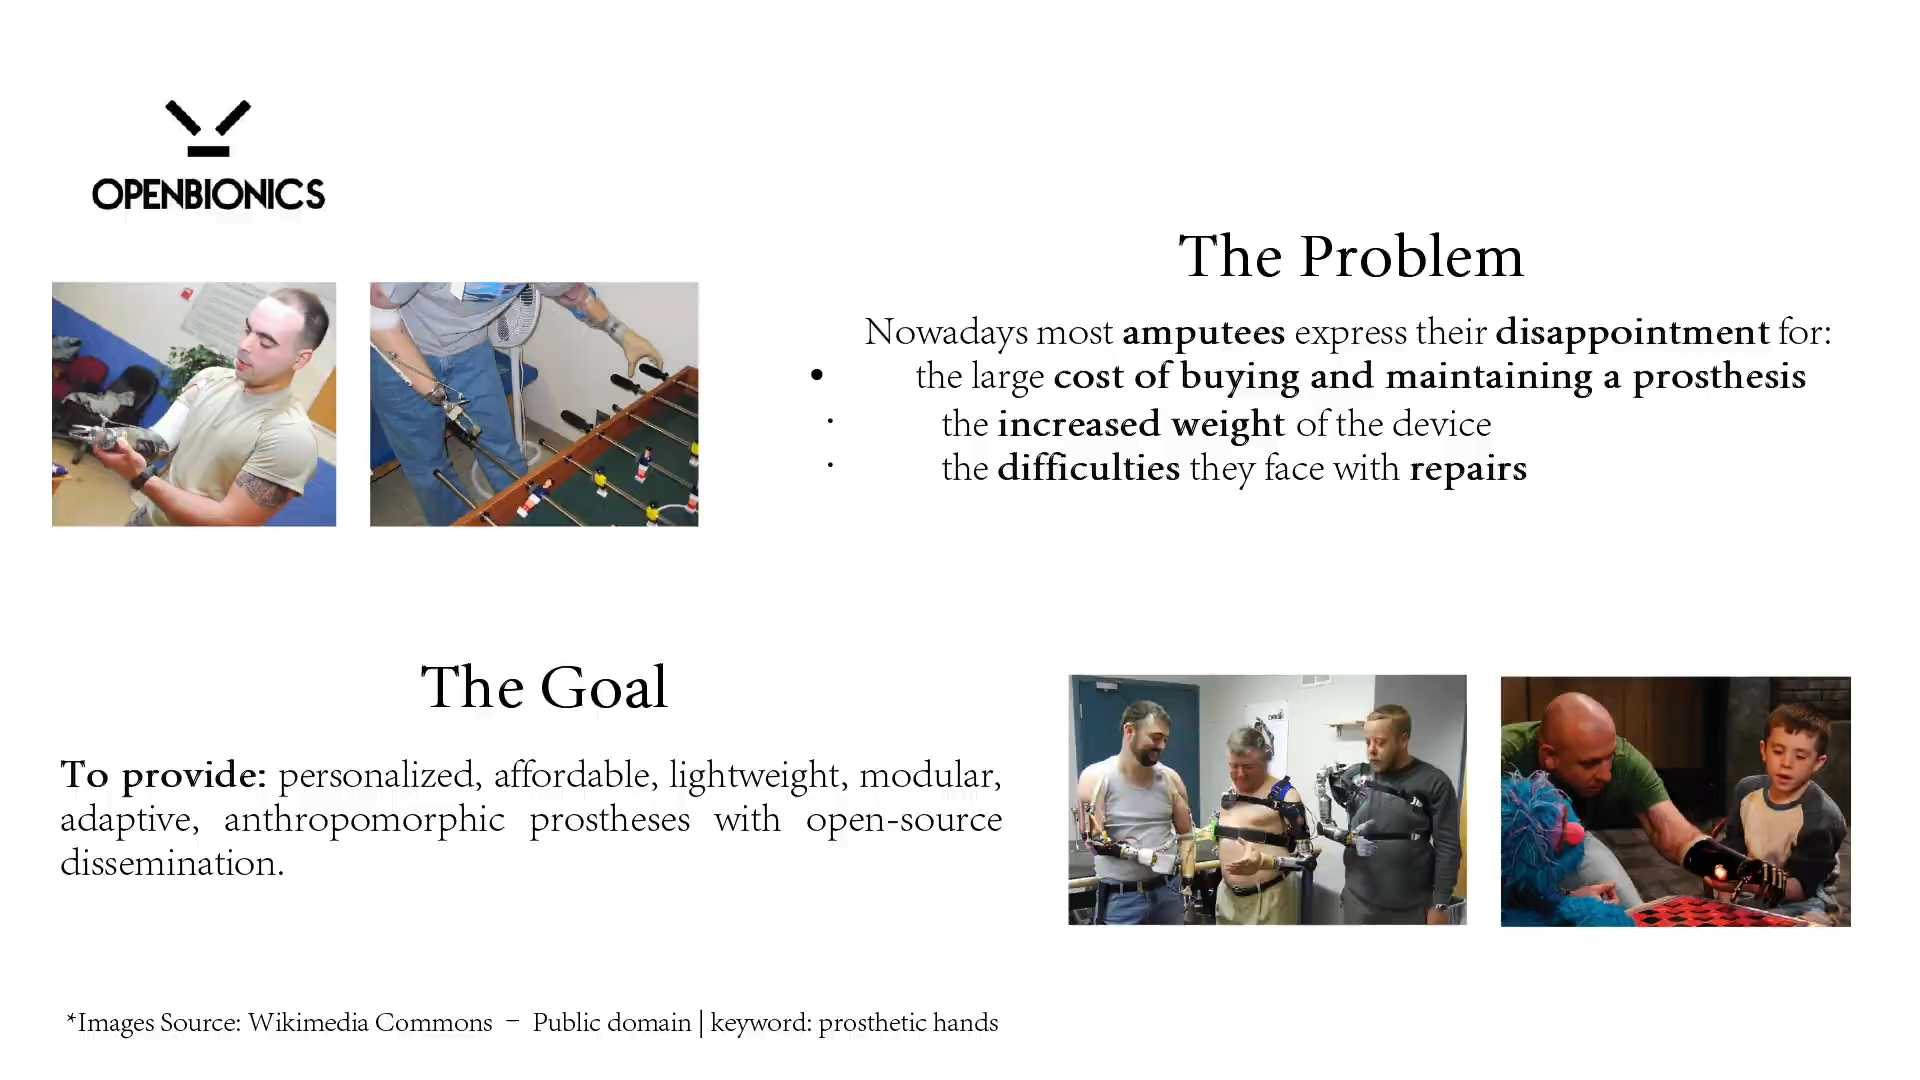 OPENBIONICS
The Problem
Nowadays most amputees express their disappointment for:
• the large cost of buying and maintaining a prosthesis
· the increased weight of the device
· the difficulties they face with repairs
The Goal
To provide: personalized, affordable, lightweight, modular,
adaptive, anthropomorphic prostheses with open-source
dissemination.
*Images Source: Wikimedia Commons – Public domain | keyword: prosthetic hands